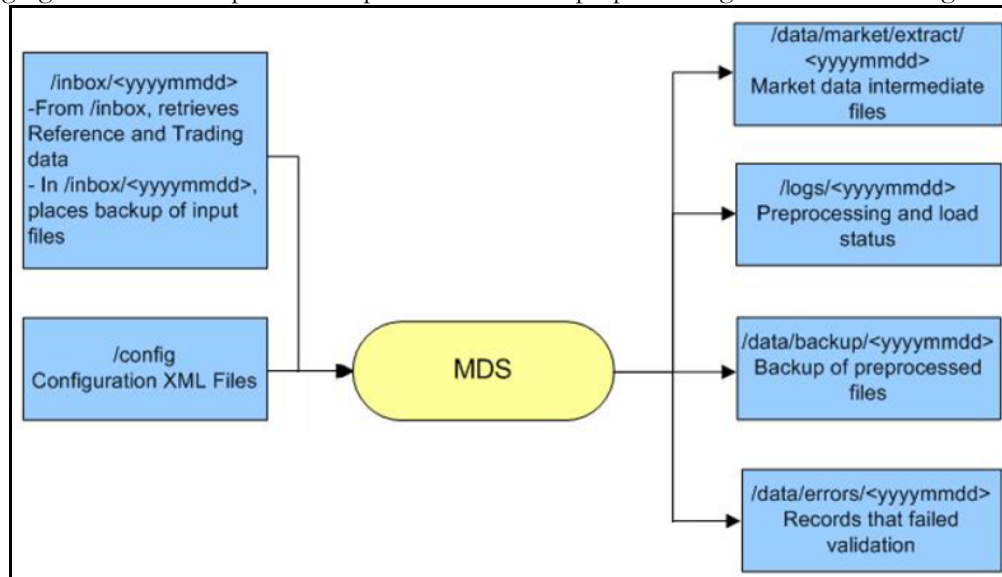 /inbox/<yyyymmdd>
-From /inbox, retrieves
Reference and Trading
data
- In /inbox/<yyyymmdd>,
places backup of input
files
/config
Configuration XML Files
MDS
/data/market/extract/
<yyyymmdd>
Market data intermediate
files
/logs/<yyyymmdd>
Preprocessing and load
status
/data/backup/<yyyymmdd>
Backup of preprocessed
files
/data/errors/<yyyymmdd>
Records that failed
validation